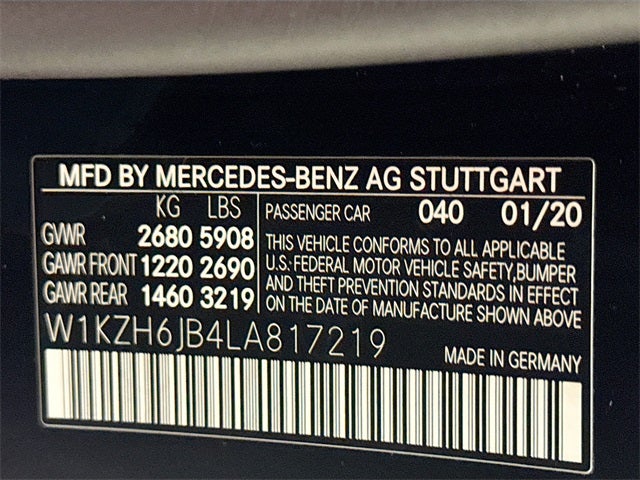 MFD BY MERCEDES-BENZ AG STUTTGART
KG LBS
GVWR 2680 5908
GAWR FRONT 1220 2690
GAWR REAR 1460 3219
PASSENGER CAR 040 01/20
THIS VEHICLE CONFORMS TO ALL APPLICABLE
U.S. FEDERAL MOTOR VEHICLE SAFETY,BUMPER
AND THEFT PREVENTION STANDARDS IN EFFECT
ON THE DATE OF MANUFACTURE SHOWN ABOVE
W1KZH6JB4LA817219
MADE IN GERMANY